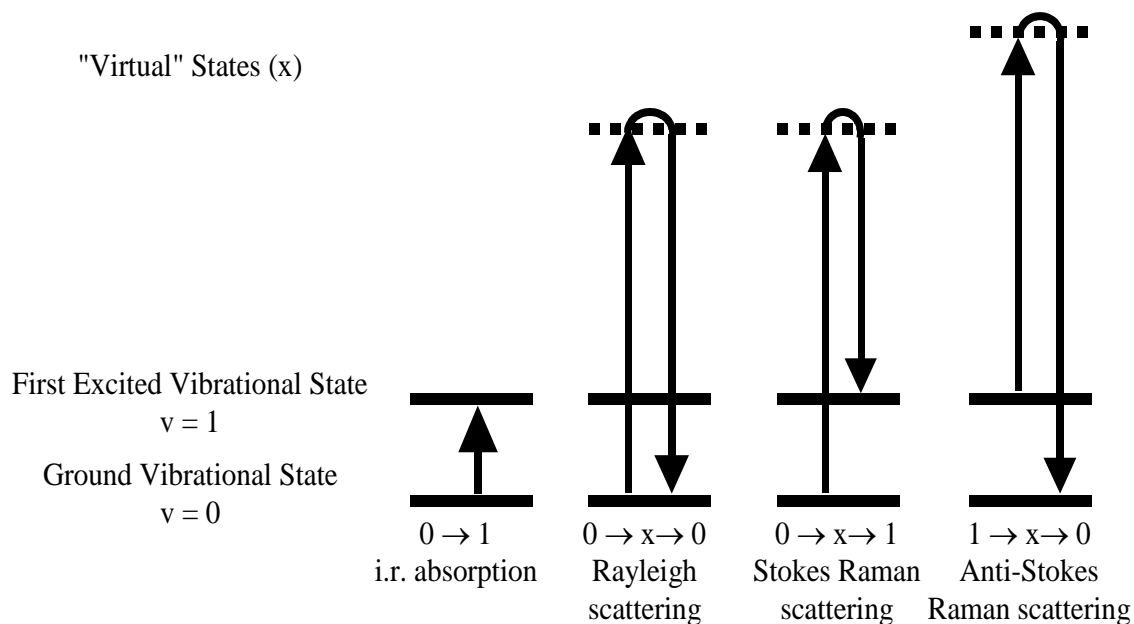 "Virtual" States (x)
First Excited Vibrational State
v = 1
Ground Vibrational State
v = 0
0 → 1
i.r. absorption
0 → x→ 0
Rayleigh
scattering
0 → x→ 1
Stokes Raman
scattering
1 → x→ 0
Anti-Stokes
Raman scattering